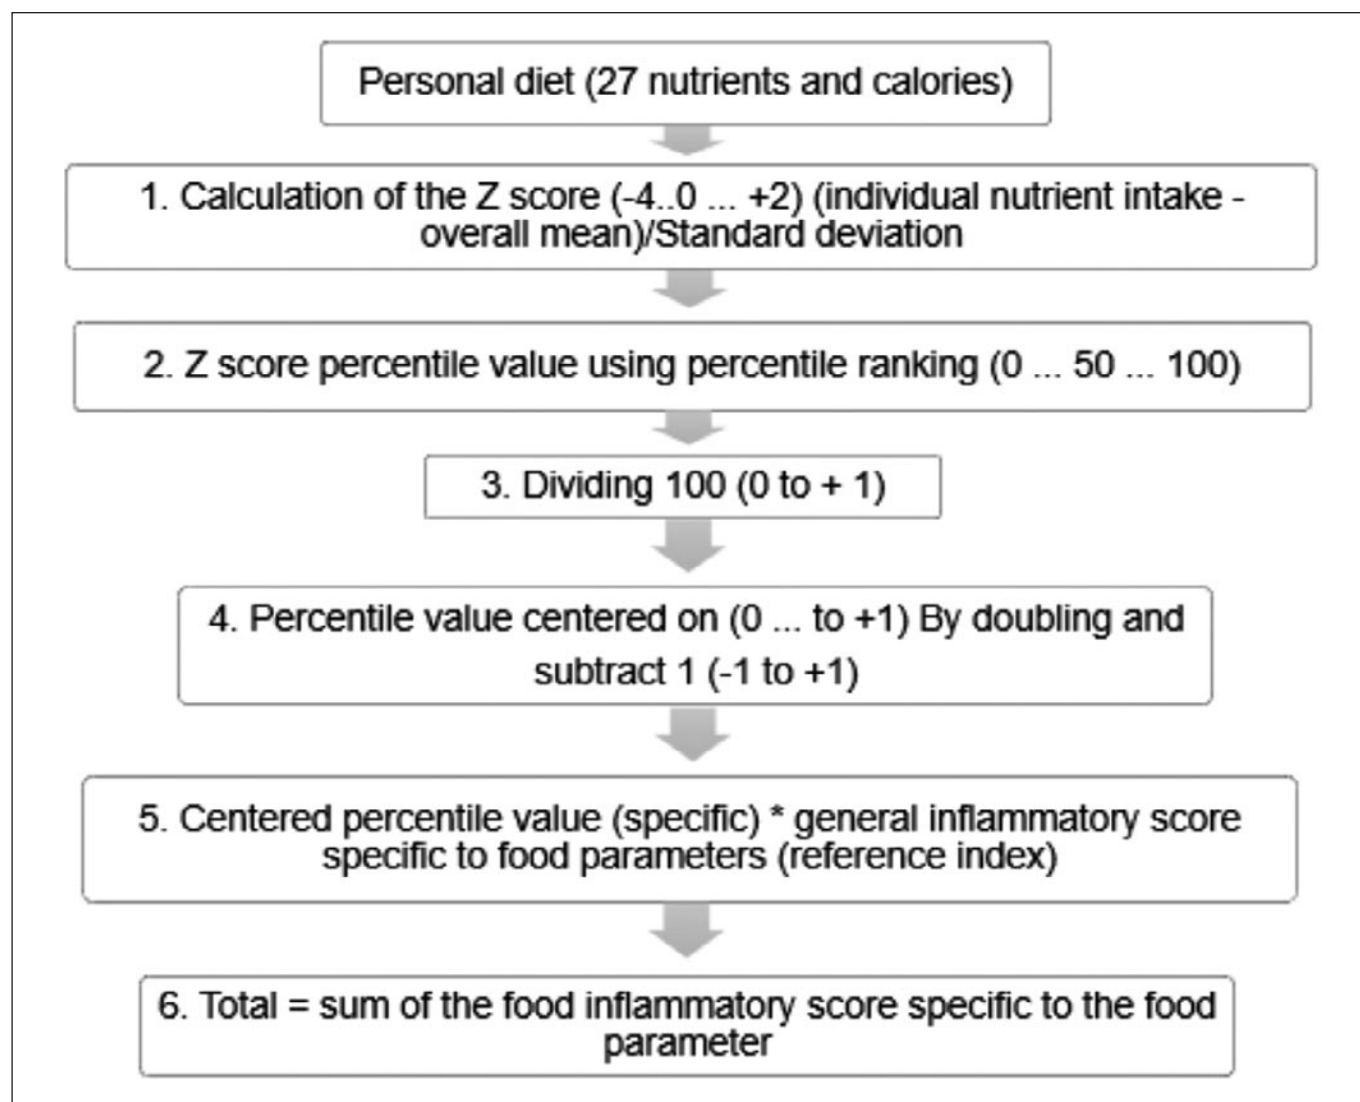 Personal diet (27 nutrients and calories)
1. Calculation of the Z score (-4..0 ... +2) (individual nutrient intake -
overall mean)/Standard deviation
2. Z score percentile value using percentile ranking (0 ... 50 ... 100)
3. Dividing 100 (0 to + 1)
4. Percentile value centered on (0 ... to +1) By doubling and
subtract 1 (-1 to +1)
5. Centered percentile value (specific) * general inflammatory score
specific to food parameters (reference index)
6. Total = sum of the food inflammatory score specific to the food
parameter